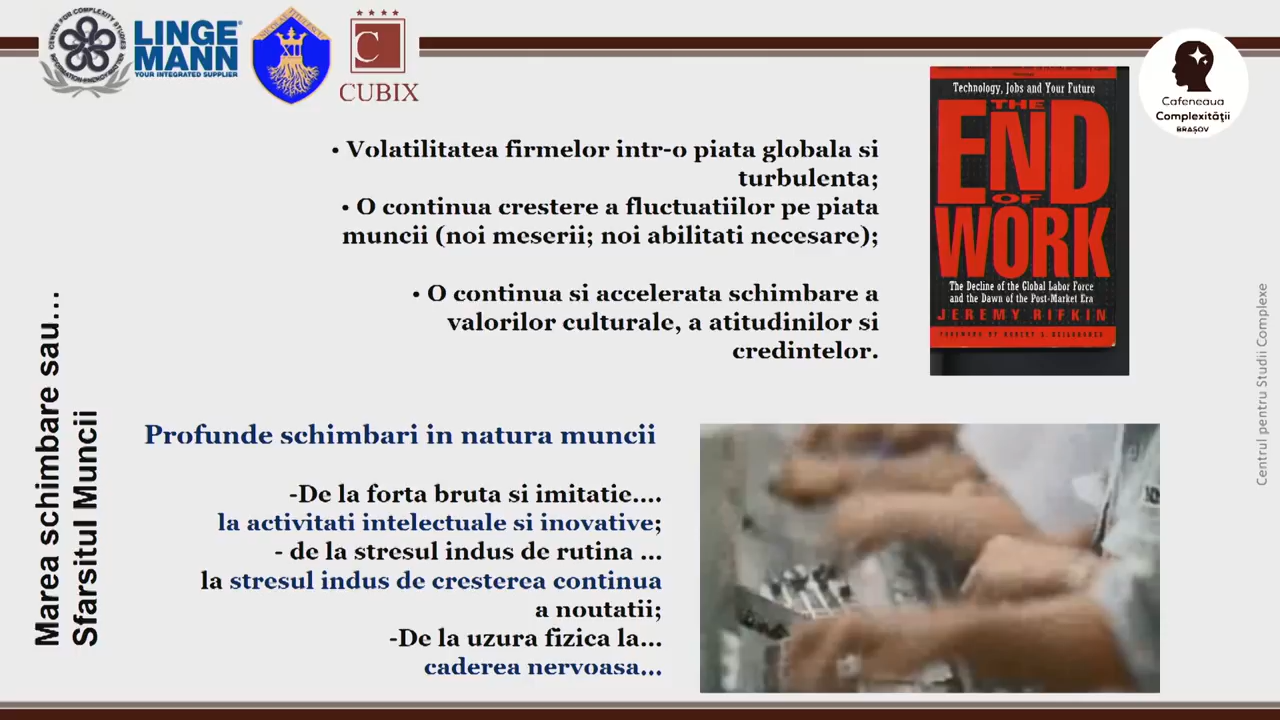 CENTER FOR COMPLEXITY STUDIES
LINGE
MANN
YOUR INTEGRATED SUPPLIER
C
CUBIX
Cafeneaua
Complexității
BRAȘOV
Technology, Jobs and Your Future
THE
END
OF
WORK
The Decline of the Global Labor Force
and the Dawn of the Post-Market Era
JEREMY RIFKIN
• Volatilitatea firmelor intr-o piata globala si
turbulenta;
• O continua crestere a fluctuatiilor pe piata
muncii (noi meserii; noi abilitati necesare);
• O continua si accelerata schimbare a
valorilor culturale, a atitudinilor si
credintelor.
Marea schimbare sau...
Sfarsitul Muncii
Profunde schimbari in natura muncii
-De la forta bruta si imitatie....
la activitati intelectuale si inovative;
- de la stresul indus de rutina ...
la stresul indus de cresterea continua
a noutatii;
-De la uzura fizica la...
caderea nervoasa...
Centrul pentru Studii Complexe